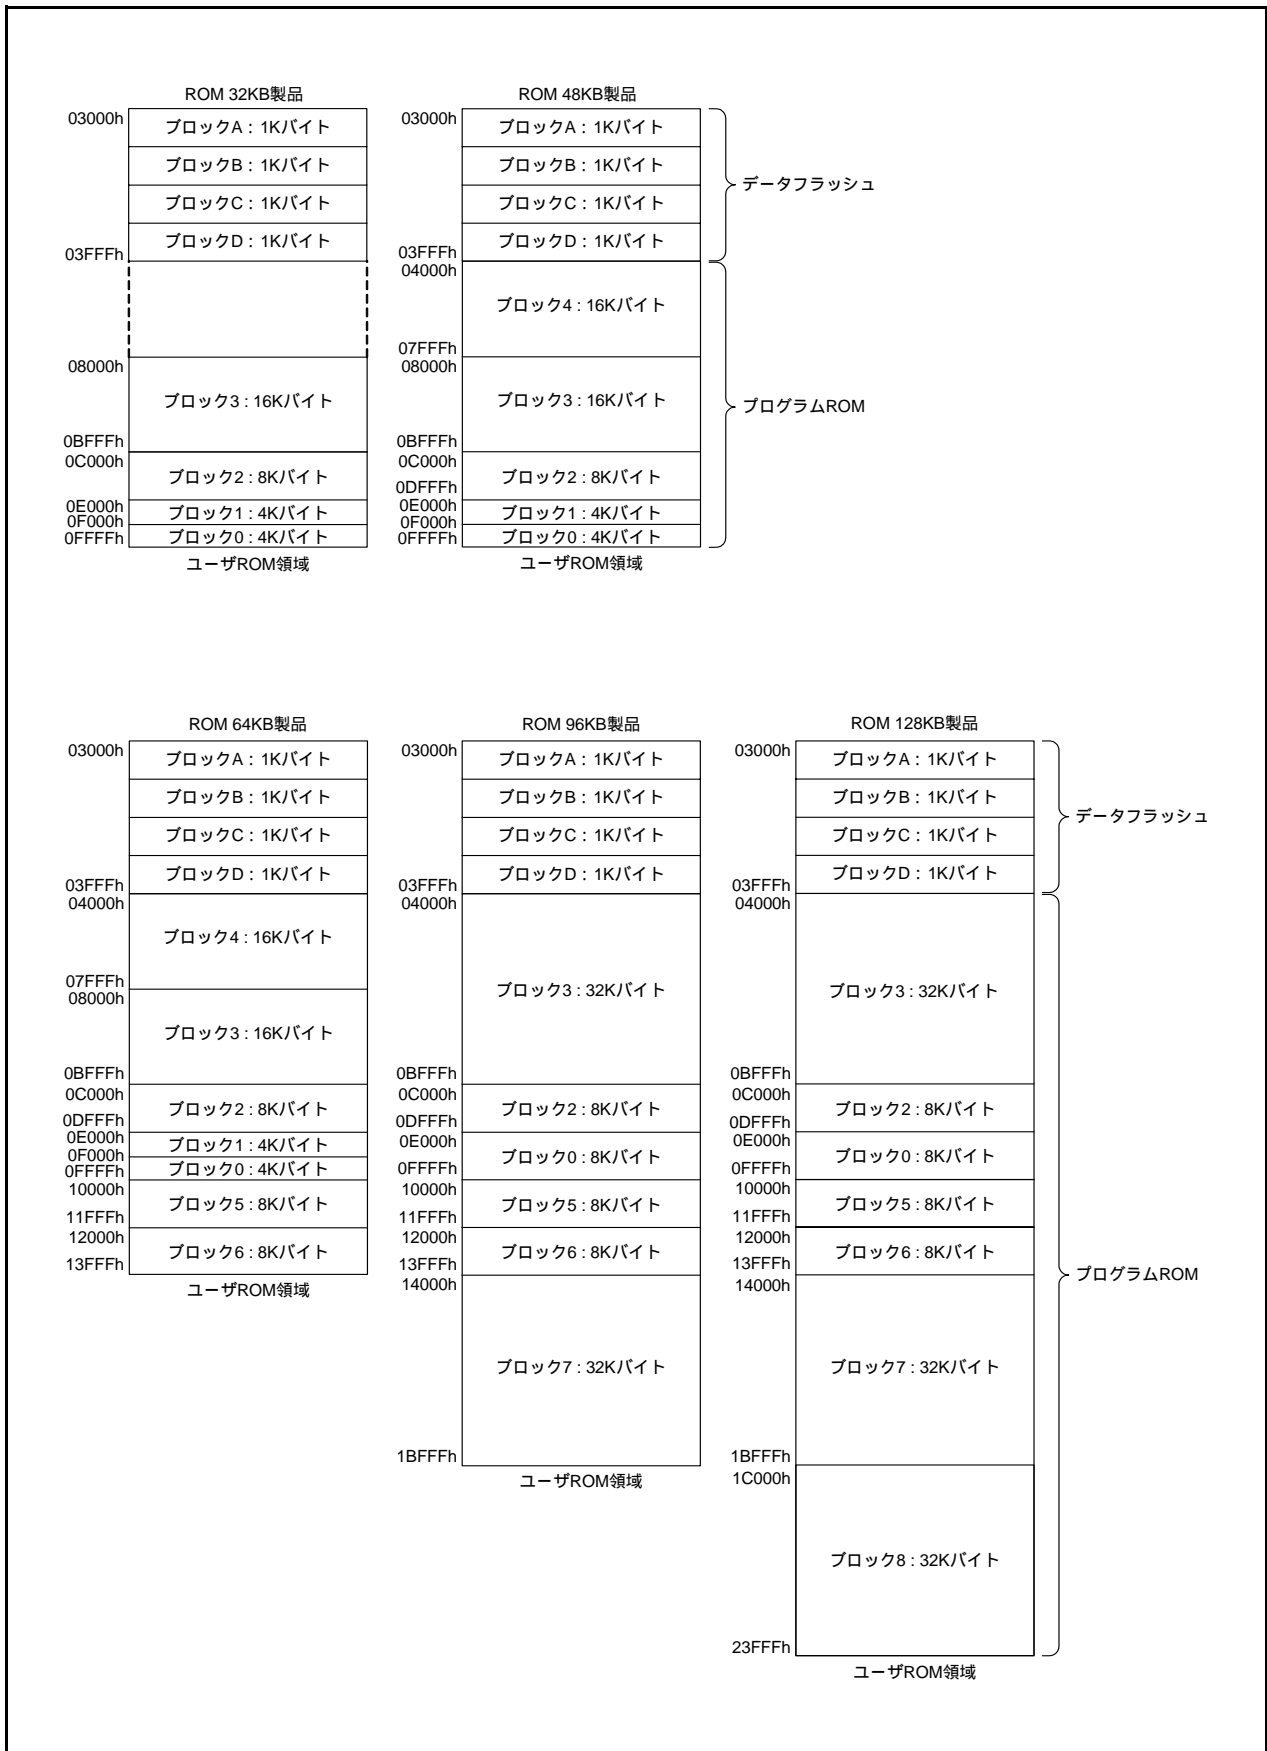 ROM 32KB製品
03000h
ブロックA : 1Kバイト
ブロックB : 1Kバイト
ブロックC : 1Kバイト
ブロックD : 1Kバイト
03FFFh
08000h
ブロック3 : 16Kバイト
0BFFFh
0C000h
ブロック2 : 8Kバイト
0E000h
ブロック1 : 4Kバイト
0F000h
ブロック0 : 4Kバイト
0FFFFh
ユーザROM領域
ROM 48KB製品
03000h
ブロックA : 1Kバイト
ブロックB : 1Kバイト
ブロックC : 1Kバイト
ブロックD : 1Kバイト
03FFFh
04000h
ブロック4 : 16Kバイト
07FFFh
08000h
ブロック3 : 16Kバイト
0BFFFh
0C000h
ブロック2 : 8Kバイト
0DFFFh
0E000h
ブロック1 : 4Kバイト
0F000h
ブロック0 : 4Kバイト
0FFFFh
ユーザROM領域
データフラッシュ
プログラムROM
ROM 64KB製品
03000h
ブロックA : 1Kバイト
ブロックB : 1Kバイト
ブロックC : 1Kバイト
ブロックD : 1Kバイト
03FFFh
04000h
ブロック4 : 16Kバイト
07FFFh
08000h
ブロック3 : 16Kバイト
0BFFFh
0C000h
ブロック2 : 8Kバイト
0DFFFh
0E000h
ブロック1 : 4Kバイト
0F000h
ブロック0 : 4Kバイト
0FFFFh
10000h
ブロック5 : 8Kバイト
11FFFh
12000h
ブロック6 : 8Kバイト
13FFFh
ユーザROM領域
ROM 96KB製品
03000h
ブロックA : 1Kバイト
ブロックB : 1Kバイト
ブロックC : 1Kバイト
ブロックD : 1Kバイト
03FFFh
04000h
ブロック3 : 32Kバイト
0BFFFh
0C000h
ブロック2 : 8Kバイト
0DFFFh
0E000h
ブロック0 : 8Kバイト
0FFFFh
10000h
ブロック5 : 8Kバイト
11FFFh
12000h
ブロック6 : 8Kバイト
13FFFh
14000h
ブロック7 : 32Kバイト
1BFFFh
ユーザROM領域
ROM 128KB製品
03000h
ブロックA : 1Kバイト
ブロックB : 1Kバイト
ブロックC : 1Kバイト
ブロックD : 1Kバイト
03FFFh
04000h
ブロック3 : 32Kバイト
0BFFFh
0C000h
ブロック2 : 8Kバイト
0DFFFh
0E000h
ブロック0 : 8Kバイト
0FFFFh
10000h
ブロック5 : 8Kバイト
11FFFh
12000h
ブロック6 : 8Kバイト
13FFFh
14000h
ブロック7 : 32Kバイト
1BFFFh
1C000h
ブロック8 : 32Kバイト
23FFFh
ユーザROM領域
データフラッシュ
プログラムROM